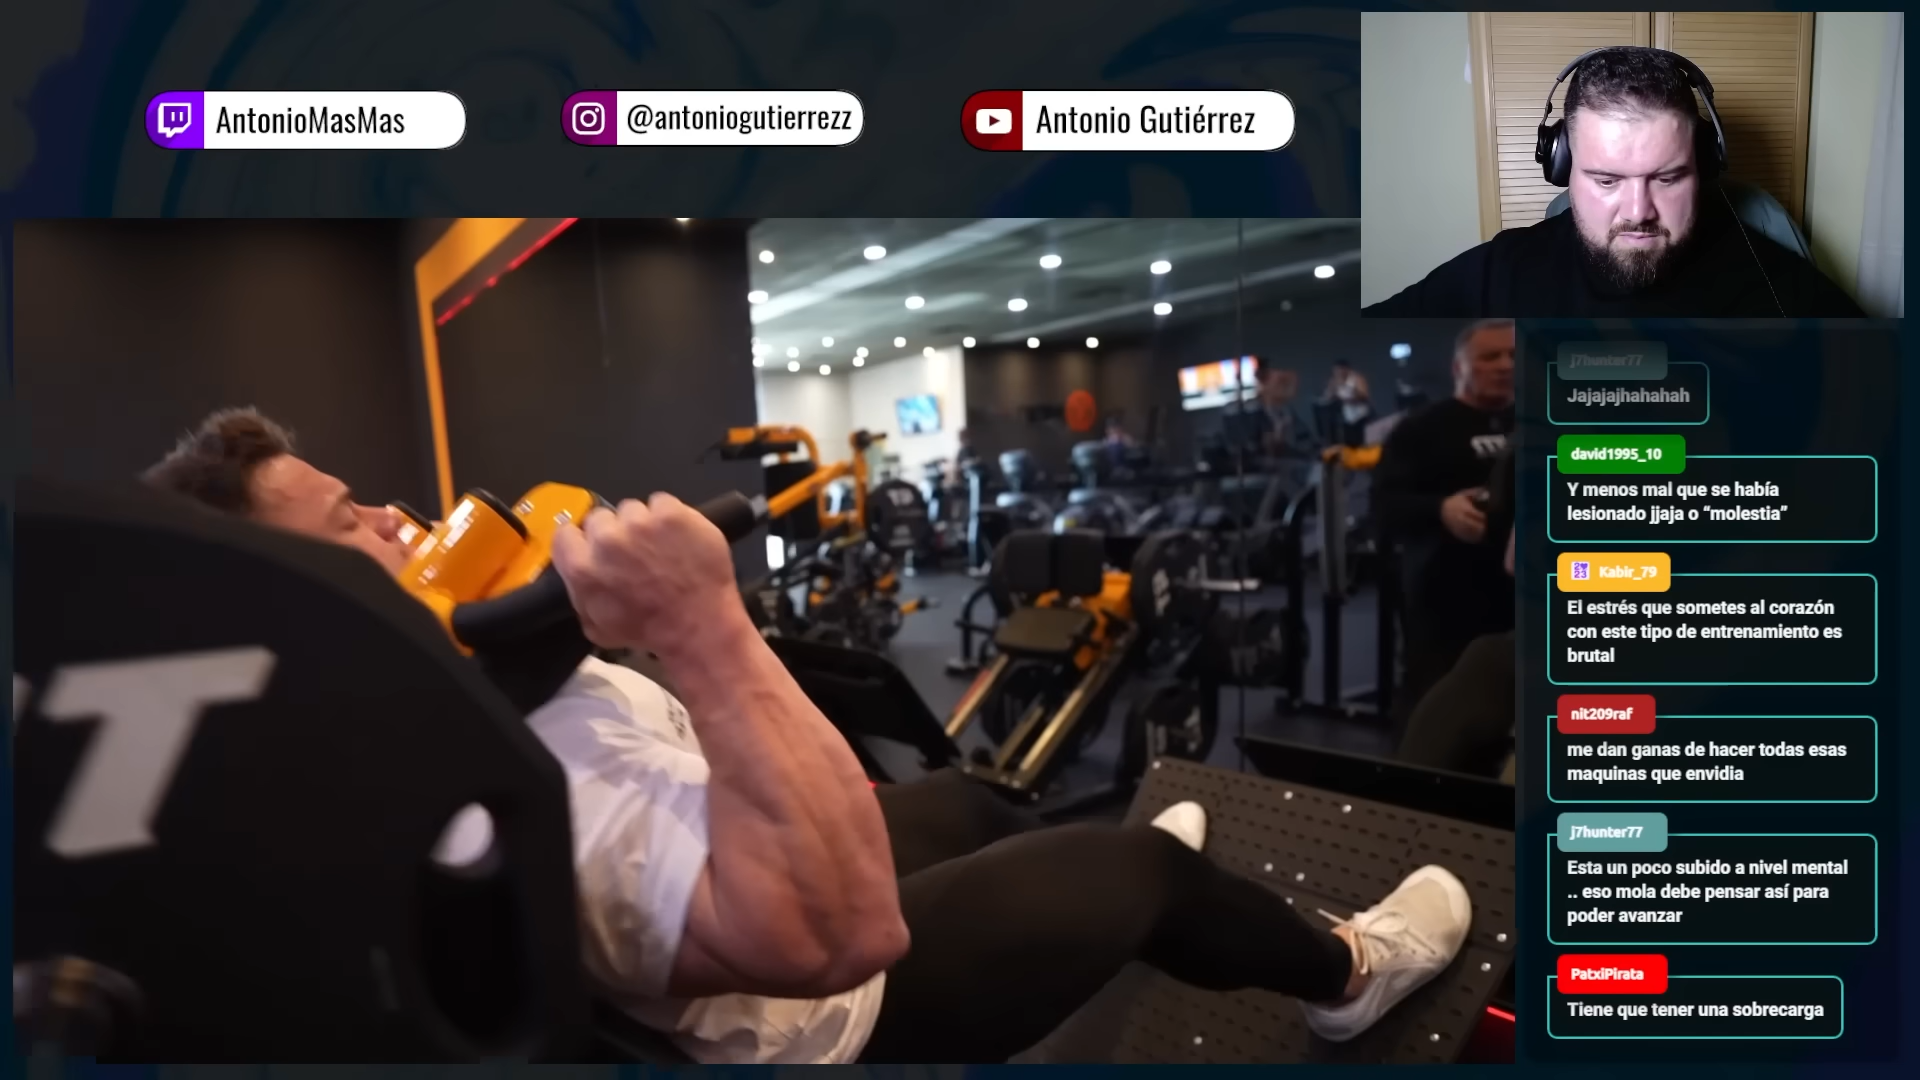 AntonioMasMas
@antoniogutierrezz
Antonio Gutiérrez
j7hunter77
Jajajajhahahah
david1995_10
Y menos mal que se había
lesionado jjaja o “molestia”
Kabir_79
El estrés que sometes al corazón
con este tipo de entrenamiento es
brutal
nit209raf
me dan ganas de hacer todas esas
maquinas que envidia
j7hunter77
Esta un poco subido a nivel mental
.. eso mola debe pensar así para
poder avanzar
PatxiPirata
Tiene que tener una sobrecarga
T